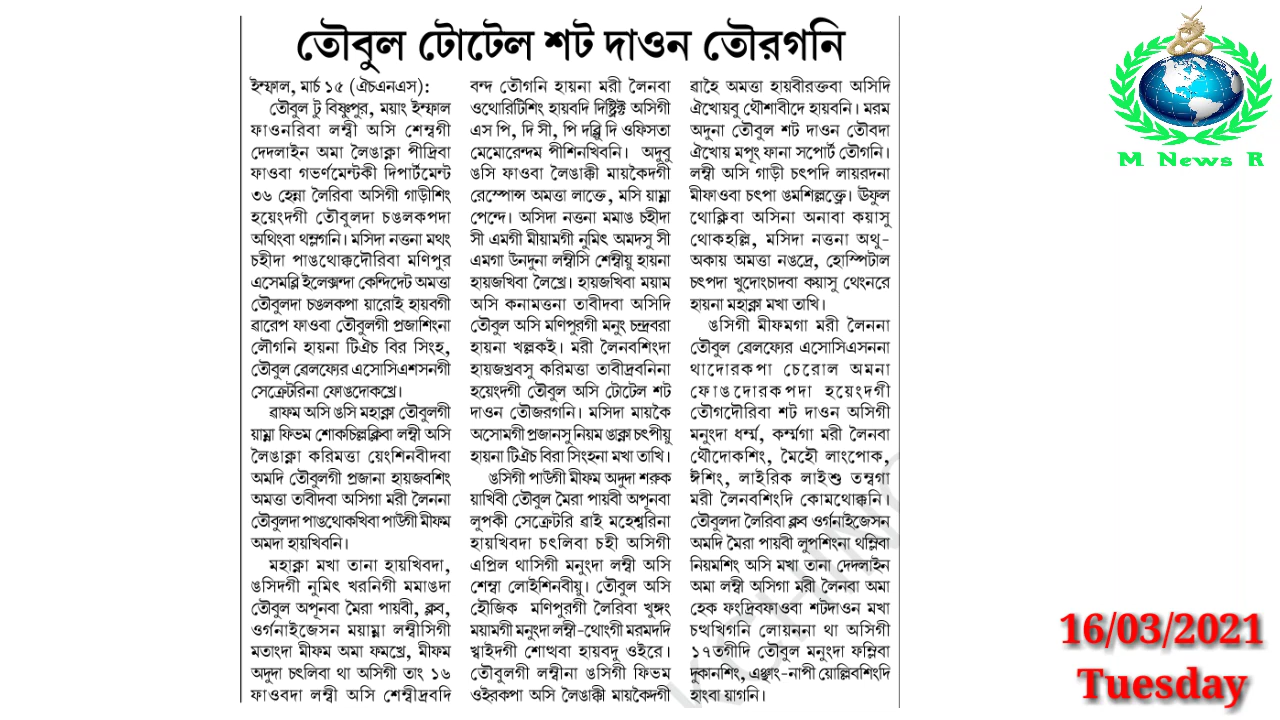 তৌবুল টোটেল শট দাওন তৌরগনি
ইম্ফাল, মার্চ ১৫ (ঐচএনএস):
তৌবুল টু বিষ্ণুপুর, ময়াং ইম্ফাল
ফাওনরিবা লম্বী অসি শেম্বগী
দেদলাইন অমা লৈঙাক্না পীদ্রিবা
ফাওবা গভর্ণমেন্টকী দিপার্টমেন্ট
৩৬ হেন্না লৈরিবা অসিগী গাড়ীশিং
হয়েংদগী তৌবুলদা চঙলকপদা
অথিংবা থম্লগনি। মসিদা নত্তনা মথং
চহীদা পাঙথোক্কদৌরিবা মণিপুর
এসেমব্লি ইলেক্সন্দা কেন্দিদেট অমত্তা
তৌবুলদা চঙলকপা য়ারোই হায়বগী
ৱারেপ ফাওবা তৌবুলগী প্রজাশিংনা
লৌগনি হায়না টিঐচ বির সিংহ,
তৌবুল ৱেলফ্যের এসোসিএশনগী
সেক্রেটরিনা ফোঙদোকখ্রে।
ৱাফম অসি ঙসি মহাক্না তৌবুলগী
য়াম্না ফিভম শোকচিল্লক্লিবা লম্বী অসি
লৈঙাক্না করিমত্তা য়েংশিনবীদবা
অমদি তৌবুলগী প্রজানা হায়জবশিং
অমত্তা তাবীদবা অসিগা মরী লৈননা
তৌবুলদা পাঙথোকখিবা পাউগী মীফম
অমদা হায়খিবনি।
মহাক্না মখা তানা হায়খিবদা,
ঙসিদগী নুমিৎ খরনিগী মমাঙদা
তৌবুল অপূনবা মৈরা পায়বী, ক্লব,
ওর্গনাইজেসন ময়াম্না লম্বীসিগী
মতাংদা মীফম অমা ফমখ্রে, মীফম
অদুদা চৎলিবা থা অসিগী তাং ১৬
ফাওবদা লম্বী অসি শেম্বীদ্রবদি
বন্দ তৌগনি হায়না মরী লৈনবা
ওথোরিটিশিং হায়বদি দিষ্ট্রিক্ট অসিগী
এস পি, দি সী, পি দব্লু দি ওফিসতা
মেমোরেন্দম পীশিনখিবনি। অদুবু
ঙসি ফাওবা লৈঙাক্কী মায়কৈদগী
রেস্পোন্স অমত্তা লাক্তে, মসি য়াম্না
পেন্দে। অসিদা নত্তনা মমাঙ চহীদা
সী এমগী মীয়ামগী নুমিৎ অমদসু সী
এমগা উনদুনা লম্বীসি শেম্বীয়ু হায়না
হায়জখিবা লৈখ্রে। হায়জখিবা ময়াম
অসি কনামত্তনা তাবীদবা অসিদি
তৌবুল অসি মণিপুরগী মনুং চন্দ্রবরা
হায়না খল্লকই। মরী লৈনবশিংদা
হায়জখ্রবসু করিমত্তা তাবীদ্রবনিনা
হয়েংদগী তৌবুল অসি টোটেল শট
দাওন তৌজরগনি। মসিদা মায়কৈ
অসোমগী প্রজানসু নিয়ম ঙাক্না চৎপীয়ু
হায়না টিঐচ বিরা সিংহনা মখা তাখি।
ঙসিগী পাউগী মীফম অদুদা শরুক
য়াখিবী তৌবুল মৈরা পায়বী অপূনবা
লুপকী সেক্রেটরি ৱাই মহেশ্বরিনা
হায়খিবদা চৎলিবা চহী অসিগী
এপ্রিল থাসিগী মনুংদা লম্বী অসি
শেম্বা লোইশিনবীয়ু। তৌবুল অসি
হৌজিক মণিপুরগী লৈরিবা খুঙ্গং
ময়ামগী মনুংদা লম্বী-থোংগী মরমদদি
খ্বাইদগী শোত্থবা হায়বদু ওইরে।
তৌবুলগী লম্বীনা ঙসিগী ফিভম
ওইরকপা অসি লৈঙাক্কী মায়কৈদগী
ৱাহৈ অমত্তা হায়বীরক্তবা অসিদি
ঐখোয়বু থৌশাবীদে হায়বনি। মরম
অদুনা তৌবুল শট দাওন তৌবদা
ঐখোয় মপূং ফানা সপোর্ট তৌগনি।
লম্বী অসি গাড়ী চৎপদি লায়রদনা
মীফাওবা চৎপা ঙমশিল্লক্ত্রে। উফুল
থোক্লিবা অসিনা অনাবা কয়াসু
থোকহল্লি, মসিদা নত্তনা অথু-
অকায় অমত্তা নঙদ্রে, হোস্পিটাল
চৎপদা খুদোংচাদবা কয়াসু থেংনরে
হায়না মহাক্না মখা তাখি।
ঙসিগী মীফমগা মরী লৈননা
তৌবুল ৱেলফ্যের এসোসিএসননা
থাদোরকপা চেরোল অমনা
ফোঙদোরকপদা হয়েংদগী
তৌগদৌরিবা শট দাওন অসিগী
মনুংদা ধর্ম্ম, কর্ম্মগা মরী লৈনবা
থৌদোকশিং, মৈহৌ লাংপোক,
ঈশিং, লাইরিক লাইশু তম্বগা
মরী লৈনবশিংদি কোমথোক্কনি।
তৌবুলদা লৈরিবা ক্লব ওর্গনাইজেসন
অমদি মৈরা পায়বী লুপশিংনা থম্লিবা
নিয়মশিং অসি মখা তানা দেদলাইন
অমা লম্বী অসিগা মরী লৈনবা অমা
হেক ফংদ্রিবফাওবা শটদাওন মখা
চত্থখিগনি লোয়ননা থা অসিগী
১৭তগীদি তৌবুল মনুংদা ফম্লিবা
দুকানশিং, এঞ্ছাং-নাপী য়োল্লিবশিংদি
হাংবা য়াগনি।
M News R
16/03/2021
Tuesday